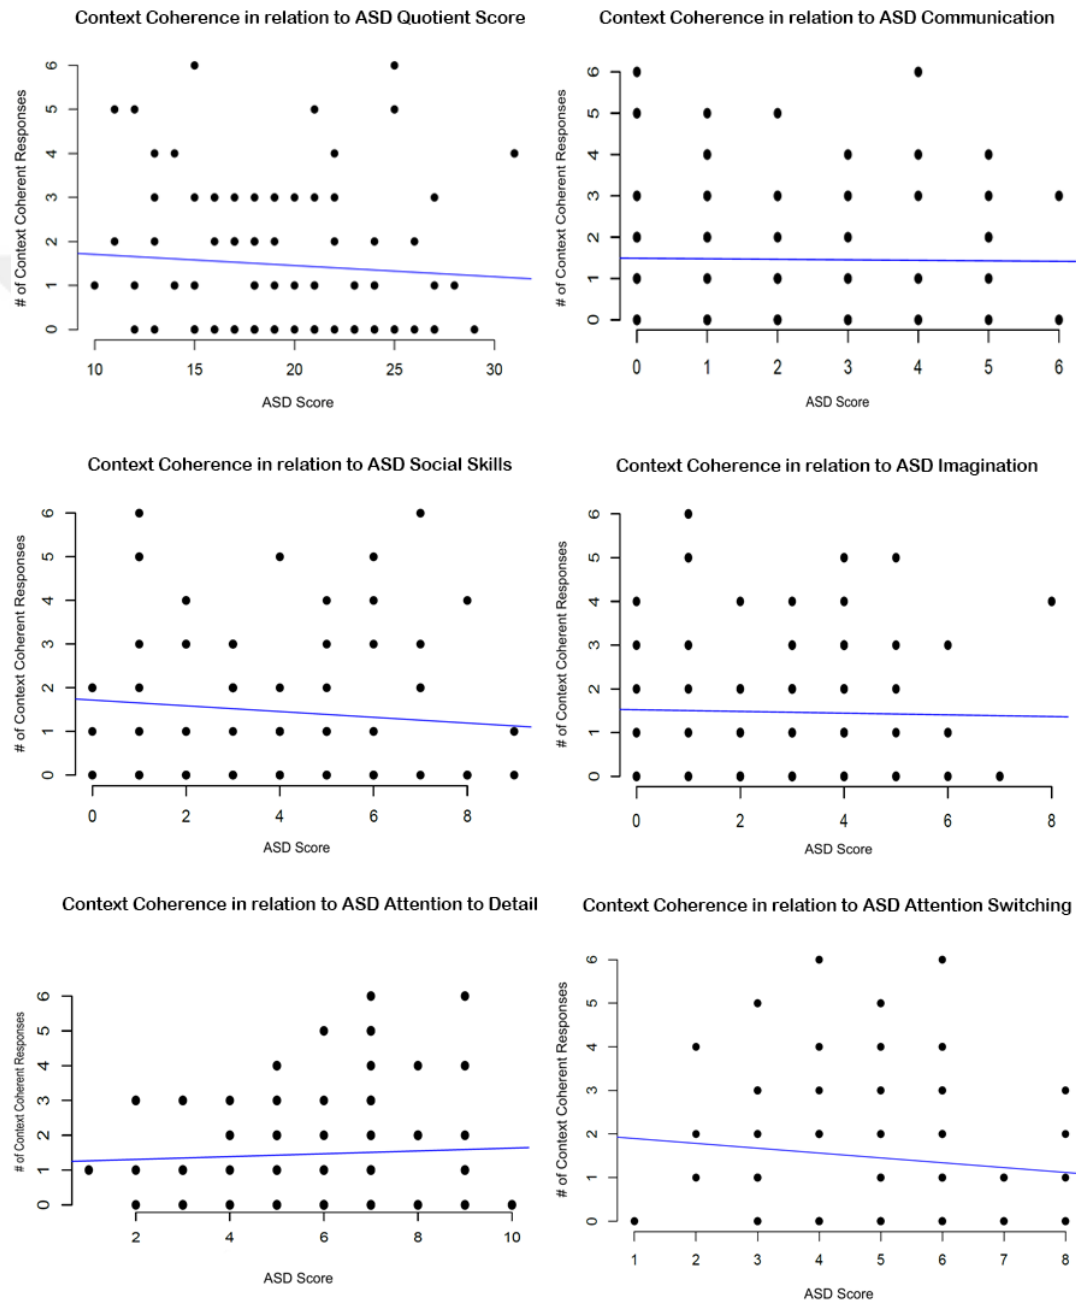 Context Coherence in relation to ASD Quotient Score
# of Context Coherent Responses
6
5
4
3
2
1
0
10 15 20 25 30
ASD Score
Context Coherence in relation to ASD Communication
# of Context Coherent Responses
6
5
4
3
2
1
0
0 1 2 3 4 5 6
ASD Score
Context Coherence in relation to ASD Social Skills
# of Context Coherent Responses
6
5
4
3
2
1
0
0 2 4 6 8
ASD Score
Context Coherence in relation to ASD Imagination
# of Context Coherent Responses
6
5
4
3
2
1
0
0 2 4 6 8
ASD Score
Context Coherence in relation to ASD Attention to Detail
# of Context Coherent Responses
6
5
4
3
2
1
0
2 4 6 8 10
ASD Score
Context Coherence in relation to ASD Attention Switching
# of Context Coherent Responses
6
5
4
3
2
1
0
1 2 3 4 5 6 7 8
ASD Score